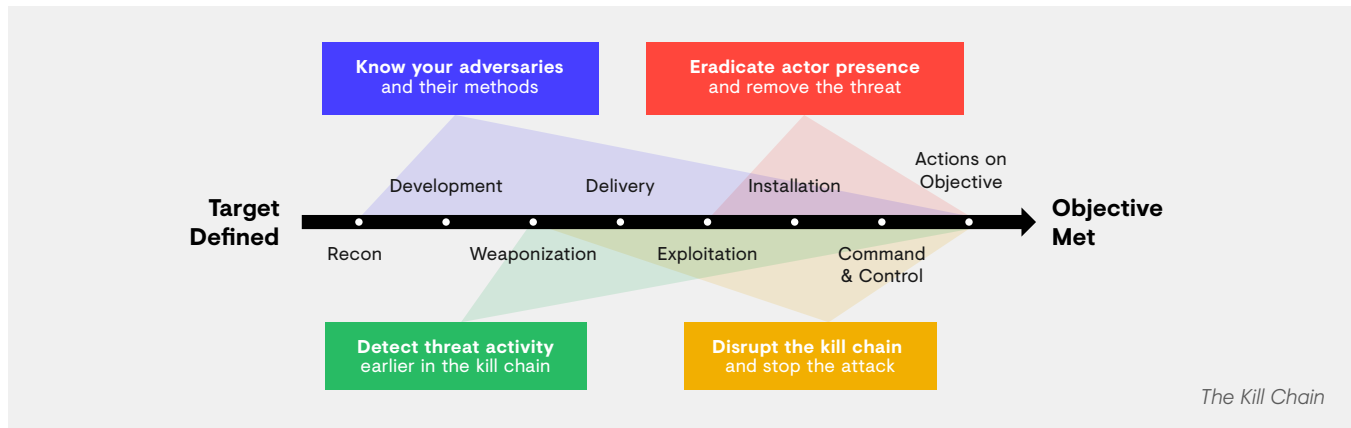 Know your adversaries
and their methods
Eradicate actor presence
and remove the threat
Actions on
Objective
Development
Delivery
Installation
Target
Defined
Objective
Met
Recon
Weaponization
Exploitation
Command
& Control
Detect threat activity
earlier in the kill chain
Disrupt the kill chain
and stop the attack
The Kill Chain